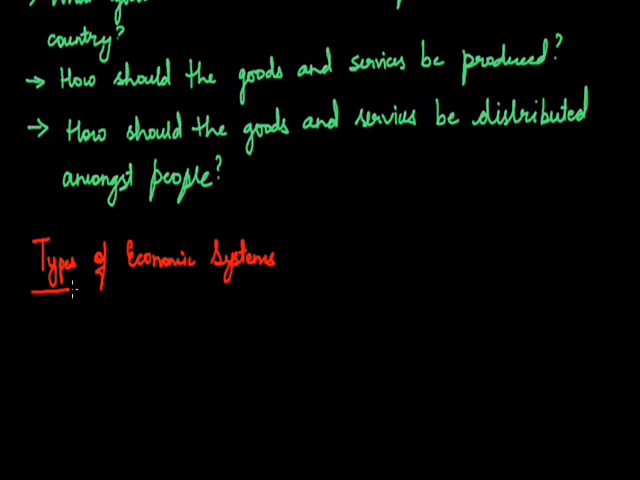 country?
→ How should the goods and services be produced?
→ How should the goods and servius be distributed
amongst people?
Types of Economic Systems